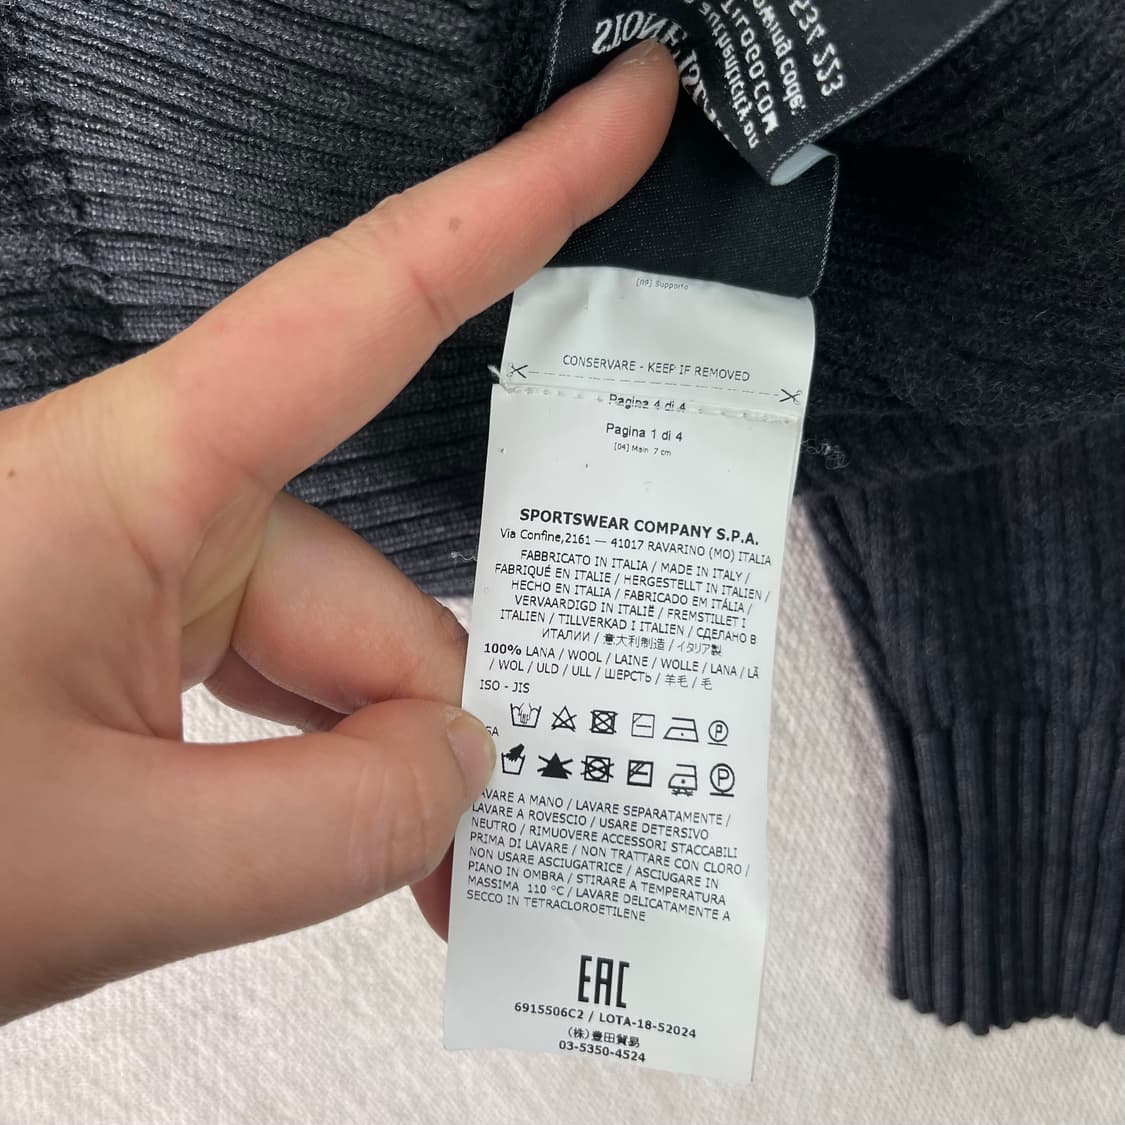 STONE ISLAND
CONSERVARE - KEEP IF REMOVED
Pagina 4 di 4
Pagina 1 di 4
[04] Main 7 cm
SPORTSWEAR COMPANY S.P.A.
Via Confine,2161 — 41017 RAVARINO (MO) ITALIA
FABBRICATO IN ITALIA / MADE IN ITALY /
FABRIQUÉ EN ITALIE / HERGESTELLT IN ITALIEN /
HECHO EN ITALIA / FABRICADO EM ITÁLIA /
VERVAARDIGD IN ITALIË / FREMSTILLET I
ITALIEN / TILLVERKAD I ITALIEN / СДЕЛАНО В
ИТАЛИИ / 意大利制造 / イタリア製
100% LANA / WOOL / LAINE / WOLLE / LANA / LÃ
/ WOL / ULD / ULL / ШЕРСТЬ / 羊毛 / 毛
ISO - JIS
LAVARE A MANO / LAVARE SEPARATAMENTE /
LAVARE A ROVESCIO / USARE DETERSIVO
NEUTRO / RIMUOVERE ACCESSORI STACCABILI
PRIMA DI LAVARE / NON TRATTARE CON CLORO /
NON USARE ASCIUGATRICE / ASCIUGARE IN
PIANO IN OMBRA / STIRARE A TEMPERATURA
MASSIMA 110 °C / LAVARE DELICATAMENTE A
SECCO IN TETRACLOROETILENE
EAC
6915506C2 / LOTA-18-52024
(株)豊田貿易
03-5350-4524